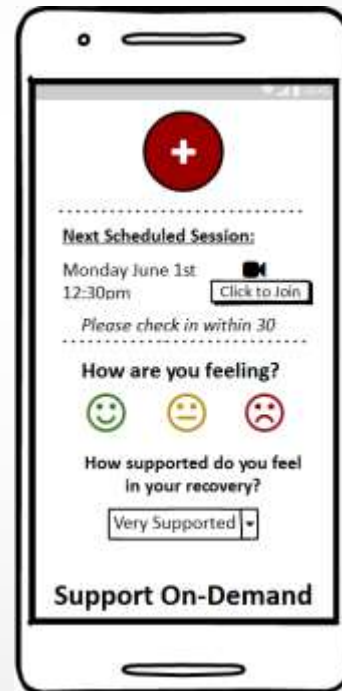 Next Scheduled Session:
Monday June 1st
12:30pm
Click to Join
Please check in within 30
How are you feeling?
How supported do you feel
in your recovery?
Very Supported
Support On-Demand